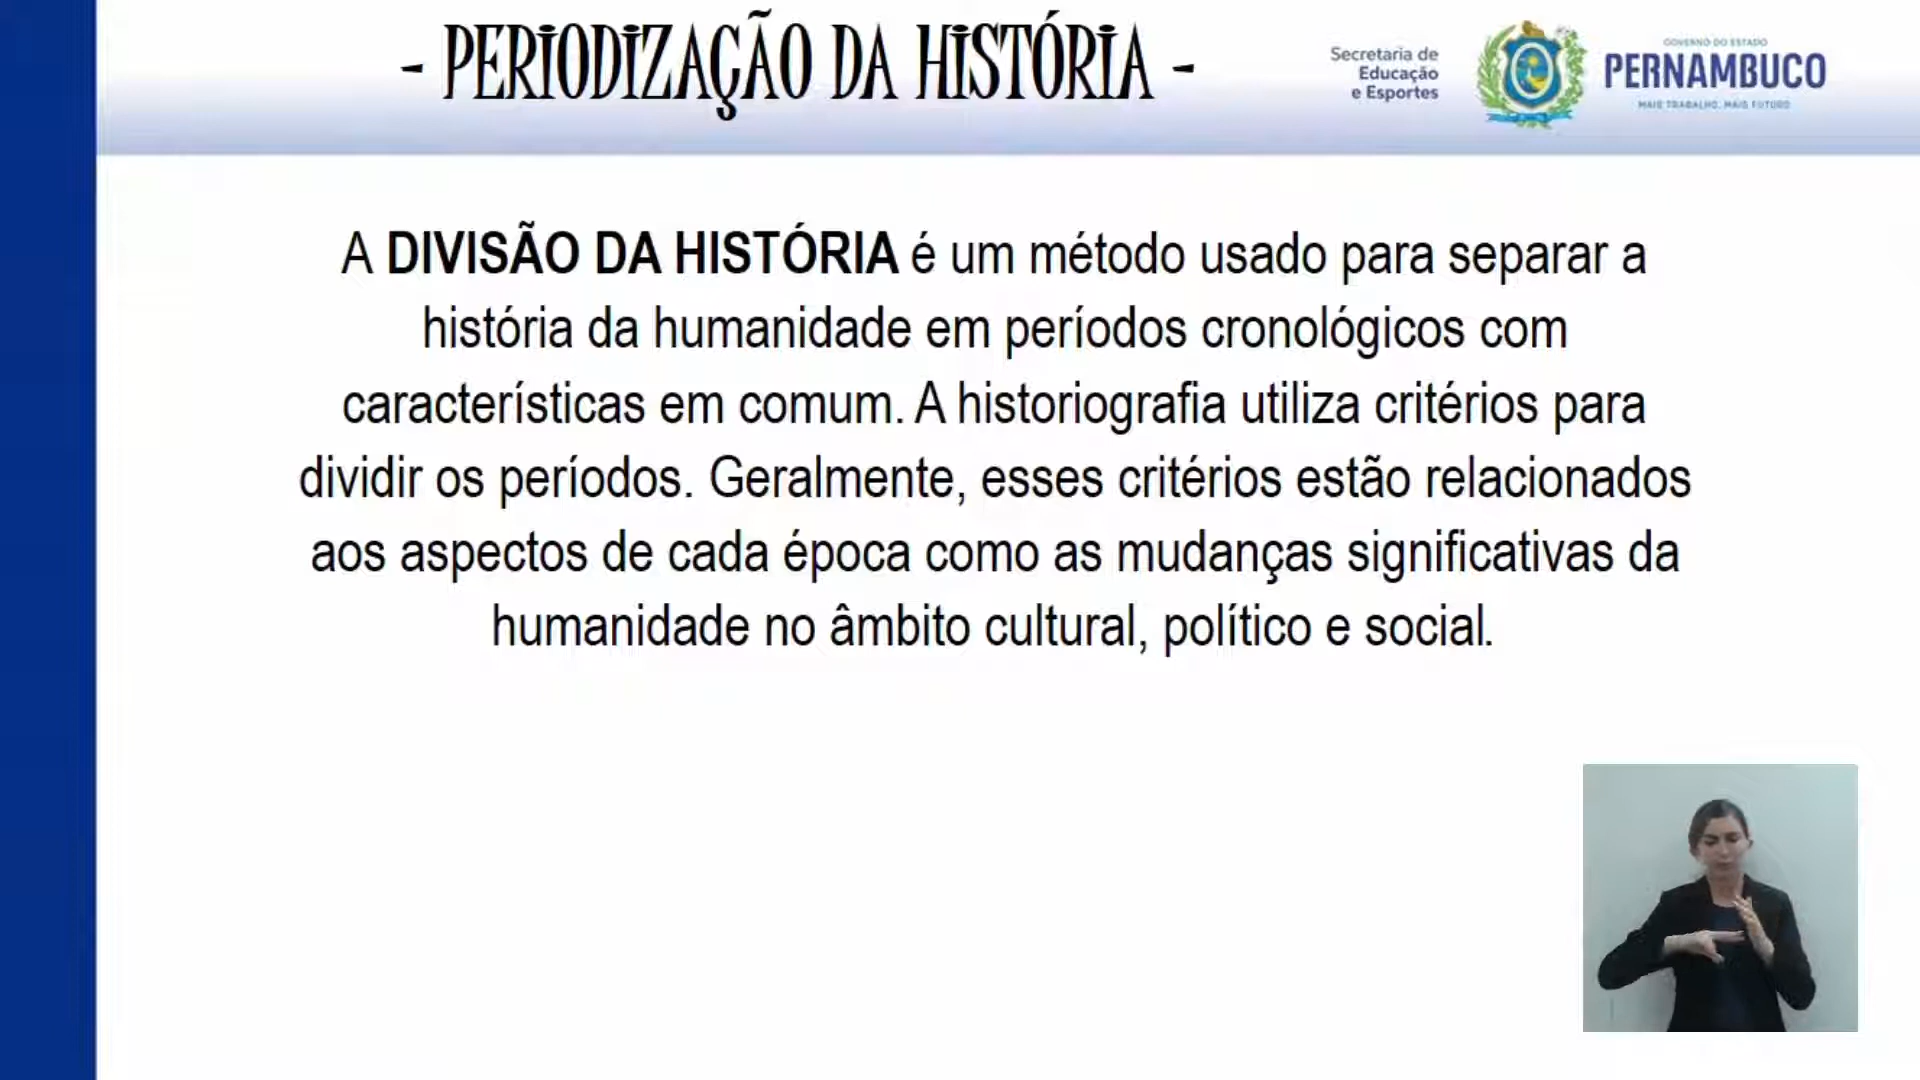 - PERiODiZAÇÃO DA HiSTÓRiA -
Secretaria de
Educação
e Esportes
GOVERNO DO ESTADO
PERNAMBUCO
MAIS TRABALHO, MAIS FUTURO
A DIVISÃO DA HISTÓRIA é um método usado para separar a
história da humanidade em períodos cronológicos com
características em comum. A historiografia utiliza critérios para
dividir os períodos. Geralmente, esses critérios estão relacionados
aos aspectos de cada época como as mudanças significativas da
humanidade no âmbito cultural, político e social.